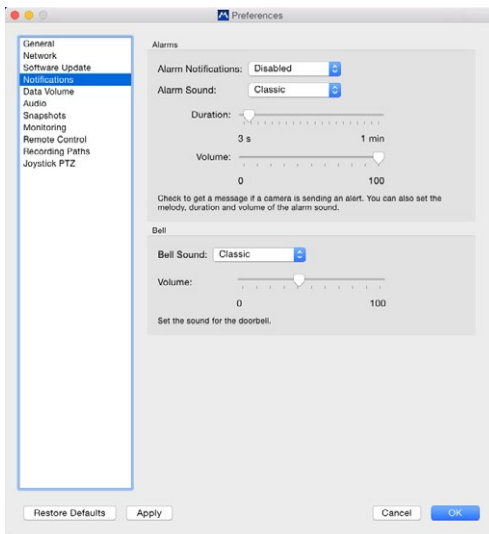 Preferences
General
Network
Software Update
Notifications
Data Volume
Audio
Snapshots
Monitoring
Remote Control
Recording Paths
Joystick PTZ
Alarms
Alarm Notifications: Disabled
Alarm Sound: Classic
Duration:
3 s 1 min
Volume:
0 100
Check to get a message if a camera is sending an alert. You can also set the
melody, duration and volume of the alarm sound.
Bell
Bell Sound: Classic
Volume:
0 100
Set the sound for the doorbell.
Restore Defaults Apply Cancel OK